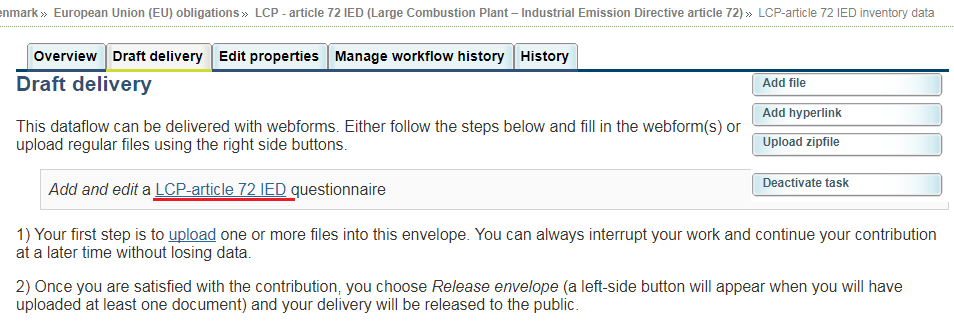 enmark » European Union (EU) obligations » LCP - article 72 IED (Large Combustion Plant – Industrial Emission Directive article 72) » LCP-article 72 IED inventory data
Overview Draft delivery Edit properties Manage workflow history History
Draft delivery
Add file
Add hyperlink
Upload zipfile
Deactivate task
This dataflow can be delivered with webforms. Either follow the steps below and fill in the webform(s) or
upload regular files using the right side buttons.
Add and edit a LCP-article 72 IED questionnaire
1) Your first step is to upload one or more files into this envelope. You can always interrupt your work and continue your contribution
at a later time without losing data.
2) Once you are satisfied with the contribution, you choose Release envelope (a left-side button will appear when you will have
uploaded at least one document) and your delivery will be released to the public.